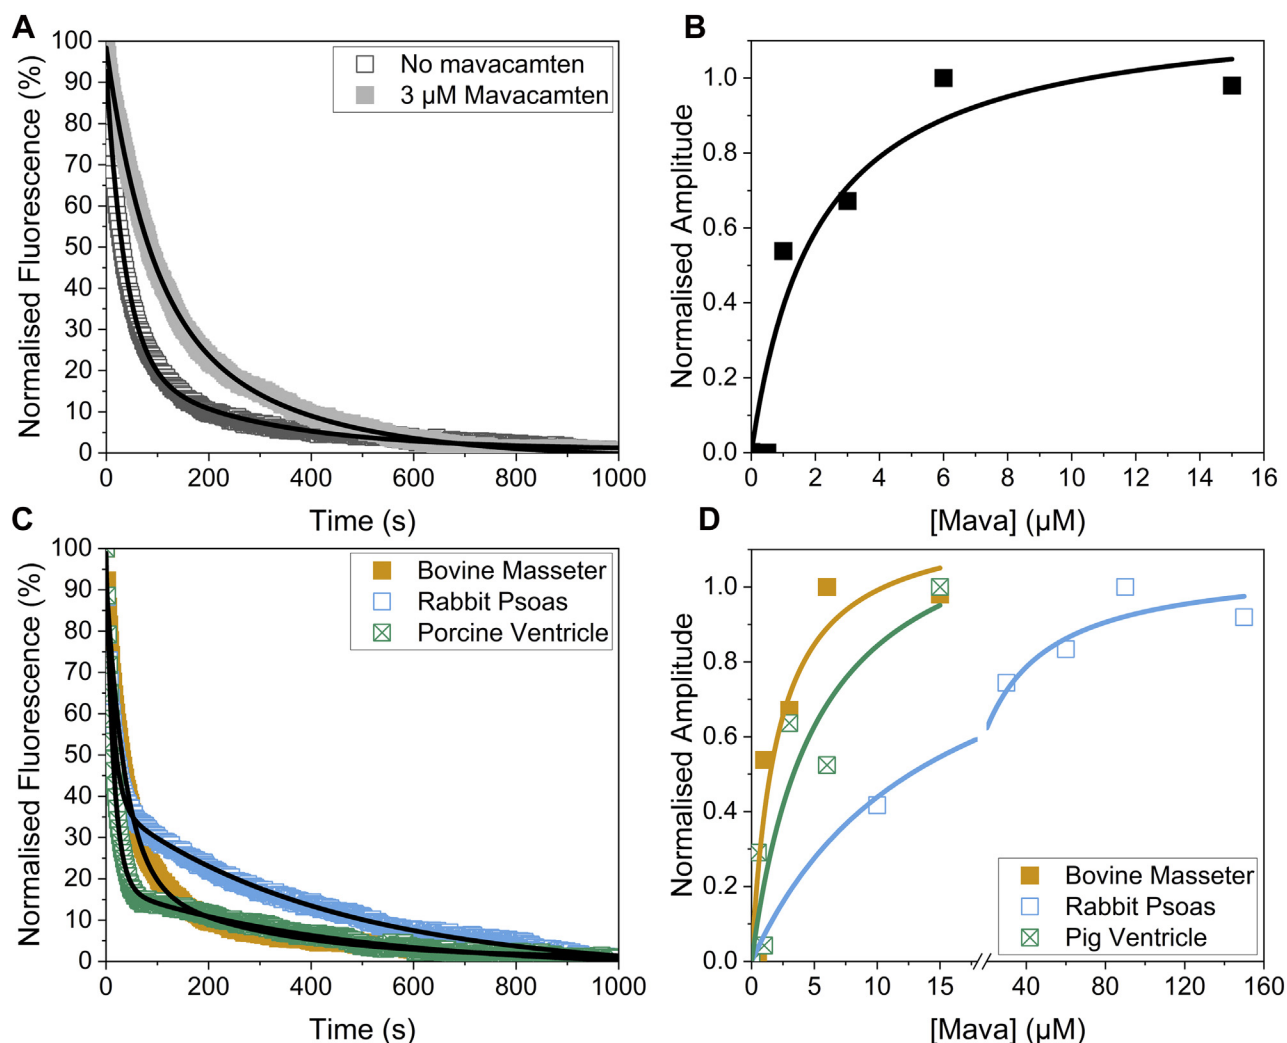 A
Normalised Fluorescence (%)
100
90
80
70
60
50
40
30
20
10
0
No mavacamten
3 µM Mavacamten
0 200 400 600 800 1000
Time (s)
B
Normalised Amplitude
1.0
0.8
0.6
0.4
0.2
0.0
0 2 4 6 8 10 12 14 16
[Mava] (µM)
C
Normalised Fluorescence (%)
100
90
80
70
60
50
40
30
20
10
0
Bovine Masseter
Rabbit Psoas
Porcine Ventricle
0 200 400 600 800 1000
Time (s)
D
Normalised Amplitude
1.0
0.8
0.6
0.4
0.2
0.0
Bovine Masseter
Rabbit Psoas
Pig Ventricle
0 5 10 15 40 80 120 160
[Mava] (µM)